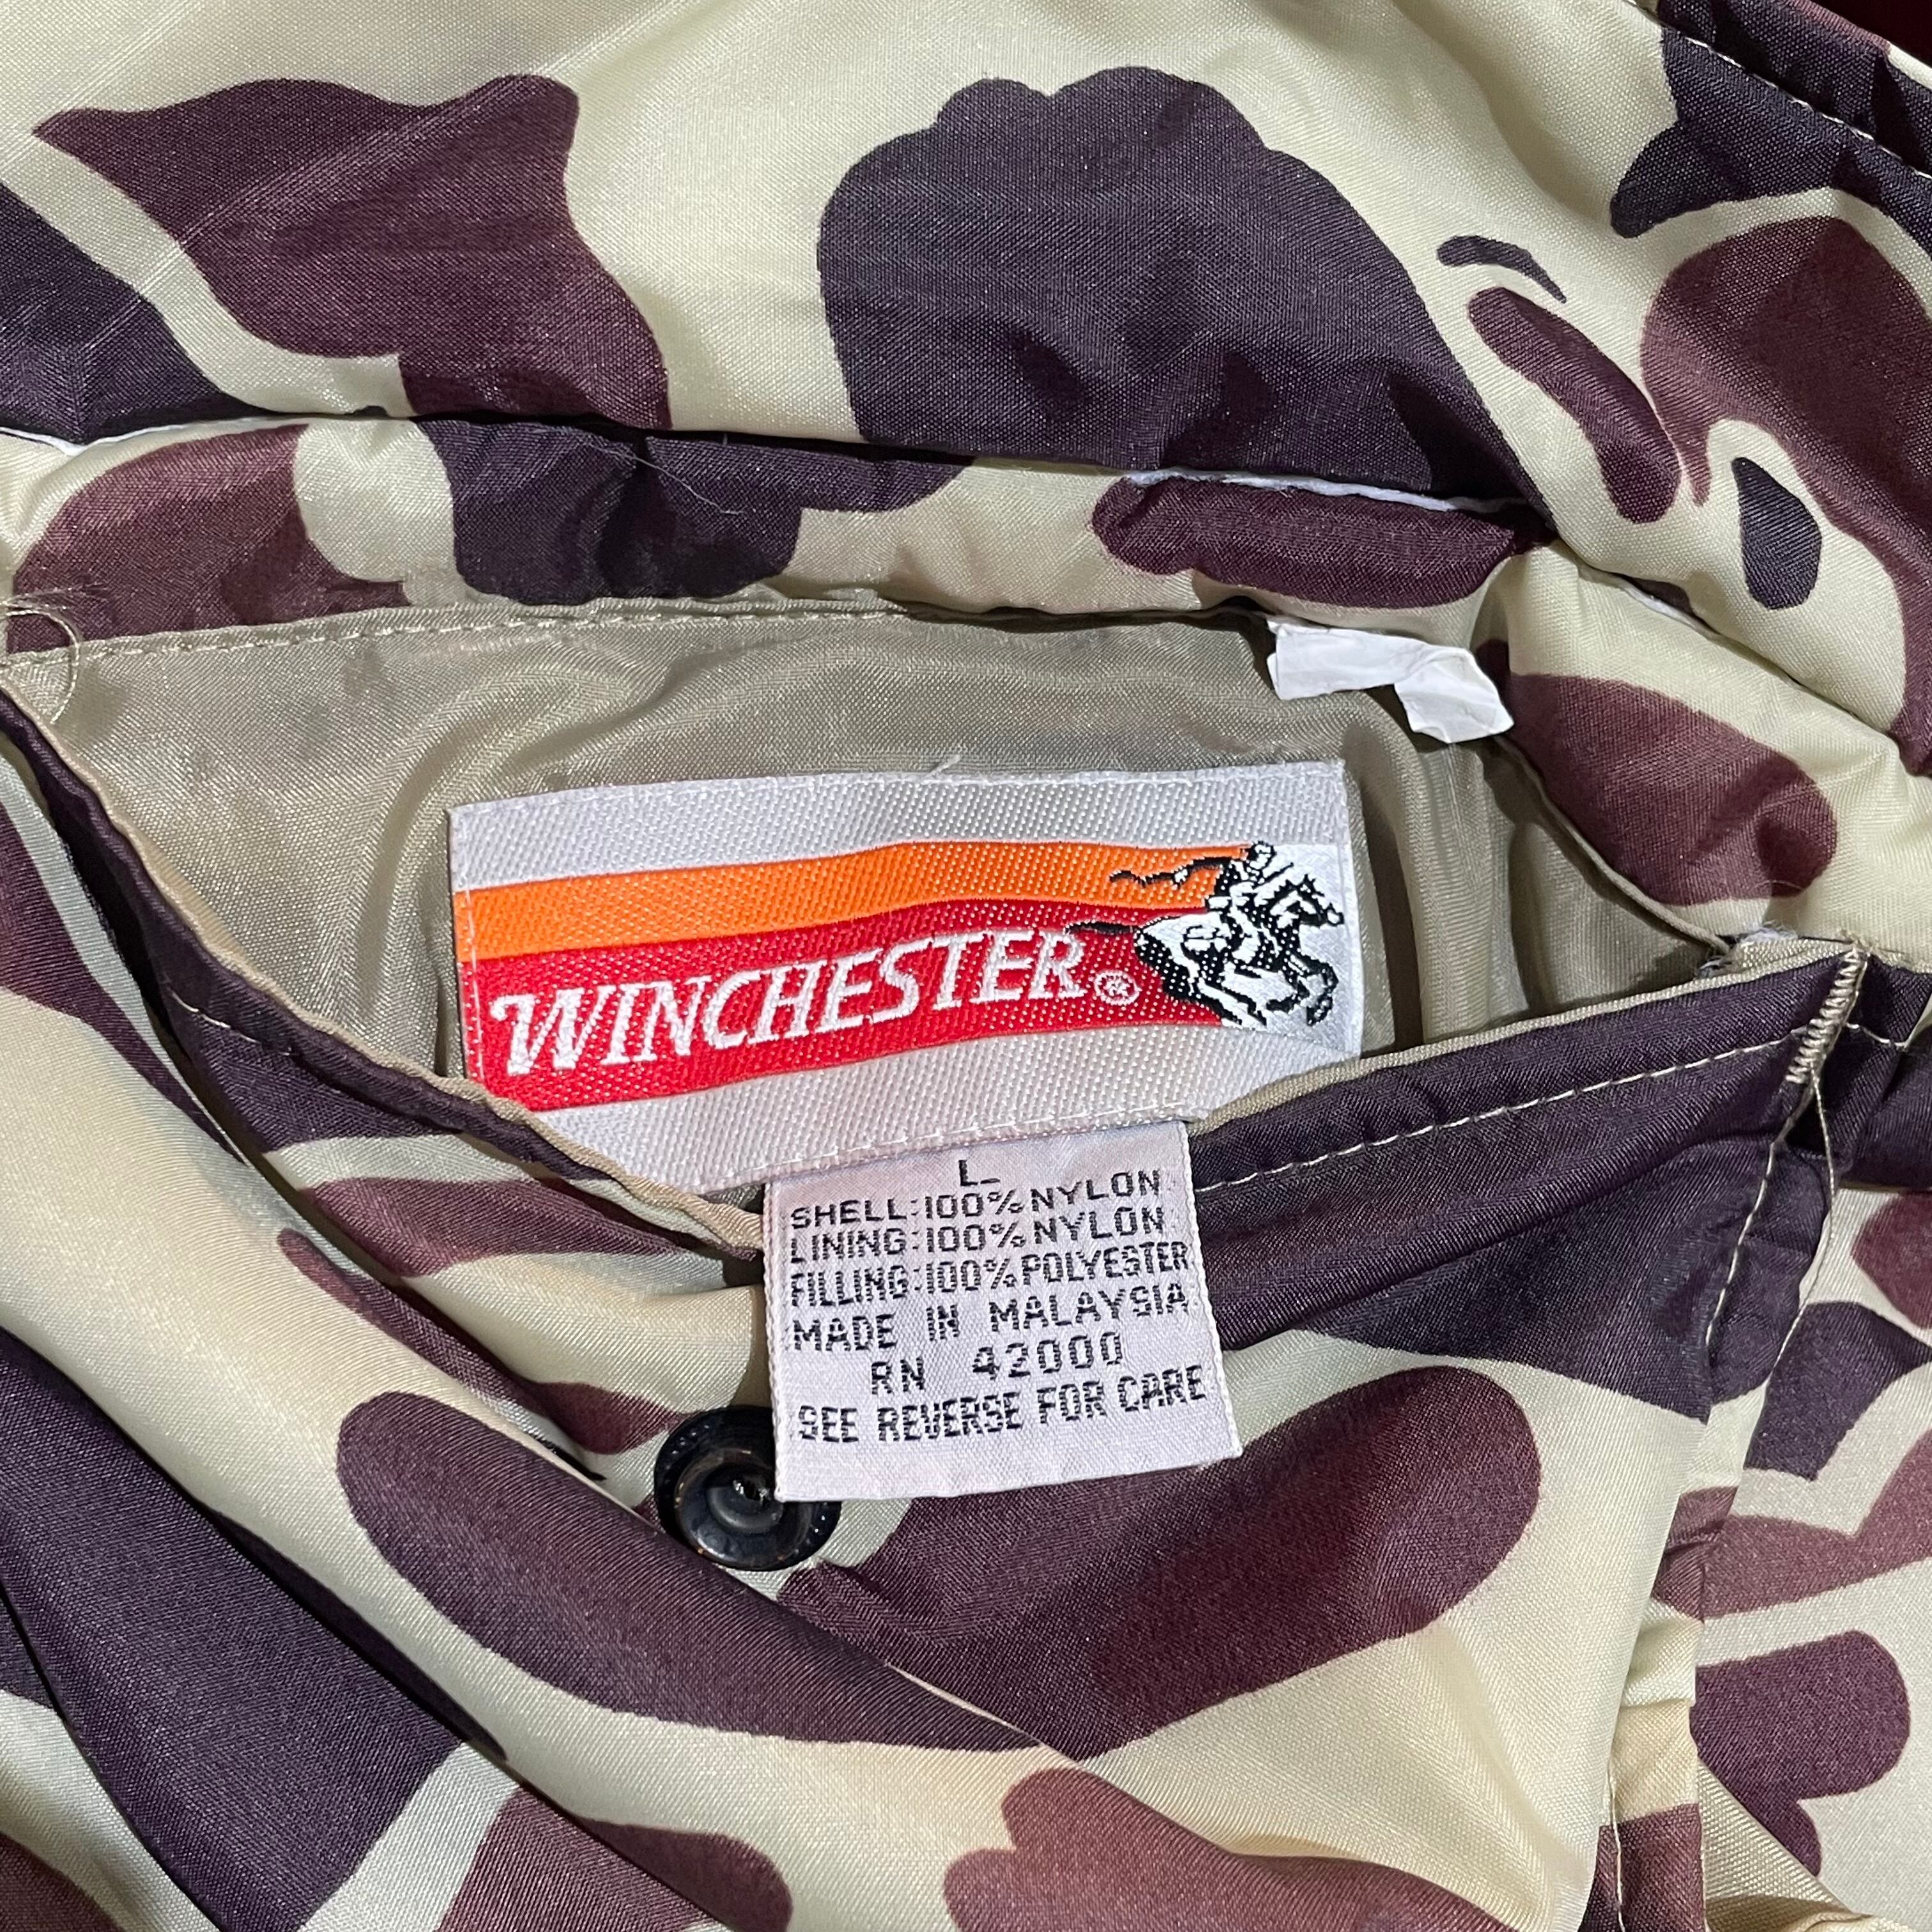 WINCHESTER®
L
SHELL:100% NYLON
LINING:100% NYLON
FILLING:100% POLYESTER
MADE IN MALAYSIA
RN 42000
SEE REVERSE FOR CARE